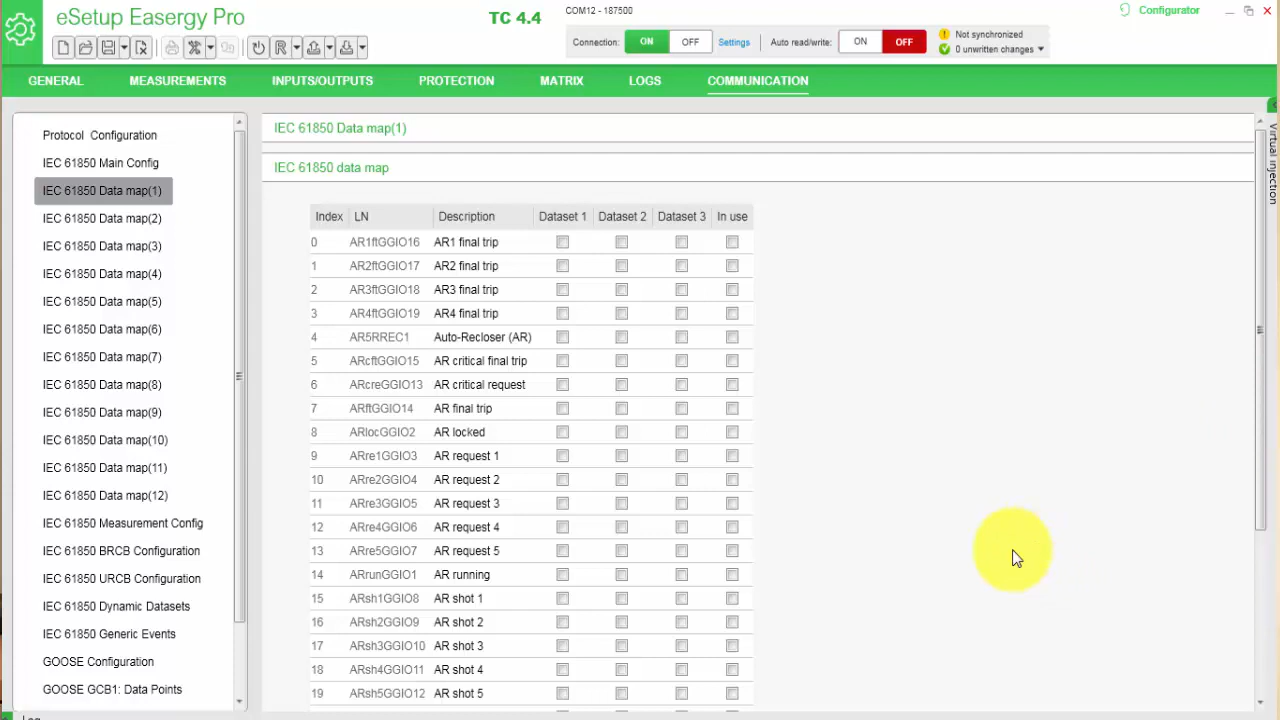 eSetup Easergy Pro
TC 4.4
COM12 - 187500
Configurator
Connection: ON OFF Settings Auto read/write: ON OFF
Not synchronized
0 unwritten changes
GENERAL MEASUREMENTS INPUTS/OUTPUTS PROTECTION MATRIX LOGS COMMUNICATION
Protocol Configuration
IEC 61850 Main Config
IEC 61850 Data map(1)
IEC 61850 Data map(2)
IEC 61850 Data map(3)
IEC 61850 Data map(4)
IEC 61850 Data map(5)
IEC 61850 Data map(6)
IEC 61850 Data map(7)
IEC 61850 Data map(8)
IEC 61850 Data map(9)
IEC 61850 Data map(10)
IEC 61850 Data map(11)
IEC 61850 Data map(12)
IEC 61850 Measurement Config
IEC 61850 BRCB Configuration
IEC 61850 URCB Configuration
IEC 61850 Dynamic Datasets
IEC 61850 Generic Events
GOOSE Configuration
GOOSE GCB1: Data Points
IEC 61850 Data map(1)
IEC 61850 data map
Index LN Description Dataset 1 Dataset 2 Dataset 3 In use
0 AR1ftGGIO16 AR1 final trip
1 AR2ftGGIO17 AR2 final trip
2 AR3ftGGIO18 AR3 final trip
3 AR4ftGGIO19 AR4 final trip
4 AR5RREC1 Auto-Recloser (AR)
5 ARcftGGIO15 AR critical final trip
6 ARcreGGIO13 AR critical request
7 ARftGGIO14 AR final trip
8 ARlocGGIO2 AR locked
9 ARre1GGIO3 AR request 1
10 ARre2GGIO4 AR request 2
11 ARre3GGIO5 AR request 3
12 ARre4GGIO6 AR request 4
13 ARre5GGIO7 AR request 5
14 ARrunGGIO1 AR running
15 ARsh1GGIO8 AR shot 1
16 ARsh2GGIO9 AR shot 2
17 ARsh3GGIO10 AR shot 3
18 ARsh4GGIO11 AR shot 4
19 ARsh5GGIO12 AR shot 5
Virtual injection
Log